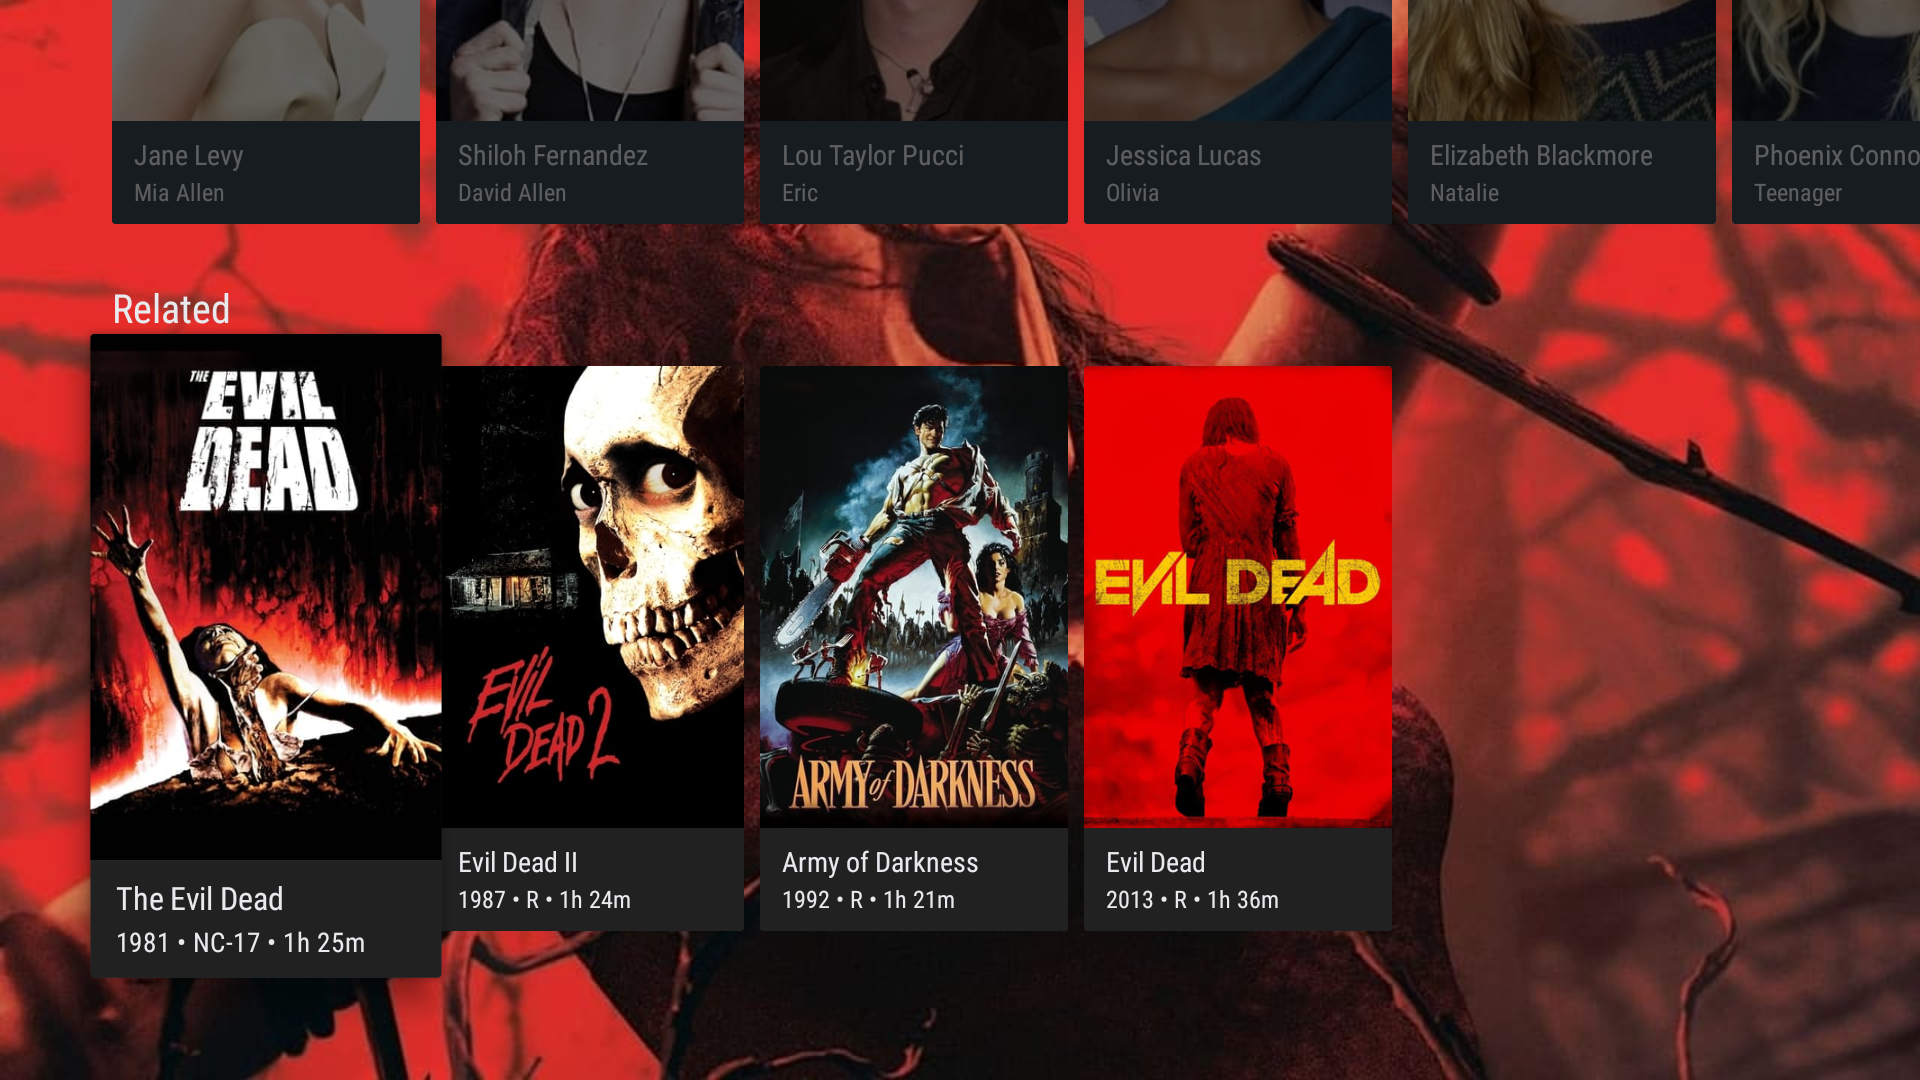 Jane Levy
Mia Allen
Shiloh Fernandez
David Allen
Lou Taylor Pucci
Eric
Jessica Lucas
Olivia
Elizabeth Blackmore
Natalie
Phoenix Conno
Teenager
Related
THE
EVIL
DEAD
The Evil Dead
1981 • NC-17 • 1h 25m
EVIL
DEAD 2
Evil Dead II
1987 • R • 1h 24m
ARMY of DARKNESS
Army of Darkness
1992 • R • 1h 21m
EVIL DEAD
Evil Dead
2013 • R • 1h 36m